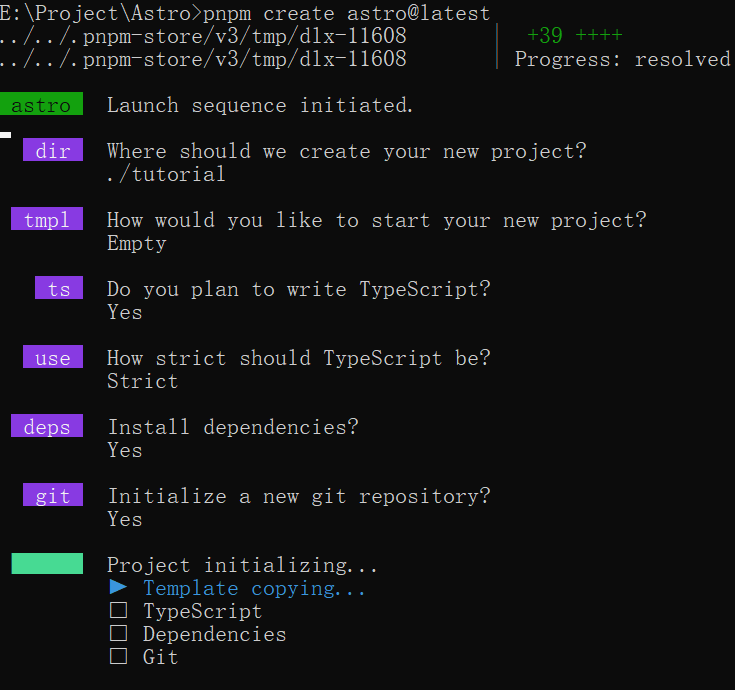 E:\Project\Astro>pnpm create astro@latest
../../.pnpm-store/v3/tmp/dlx-11608 | +39 ++++
../../.pnpm-store/v3/tmp/dlx-11608 | Progress: resolved
astro Launch sequence initiated.
dir Where should we create your new project?
./tutorial
tmpl How would you like to start your new project?
Empty
ts Do you plan to write TypeScript?
Yes
use How strict should TypeScript be?
Strict
deps Install dependencies?
Yes
git Initialize a new git repository?
Yes
Project initializing...
▶ Template copying...
□ TypeScript
□ Dependencies
□ Git